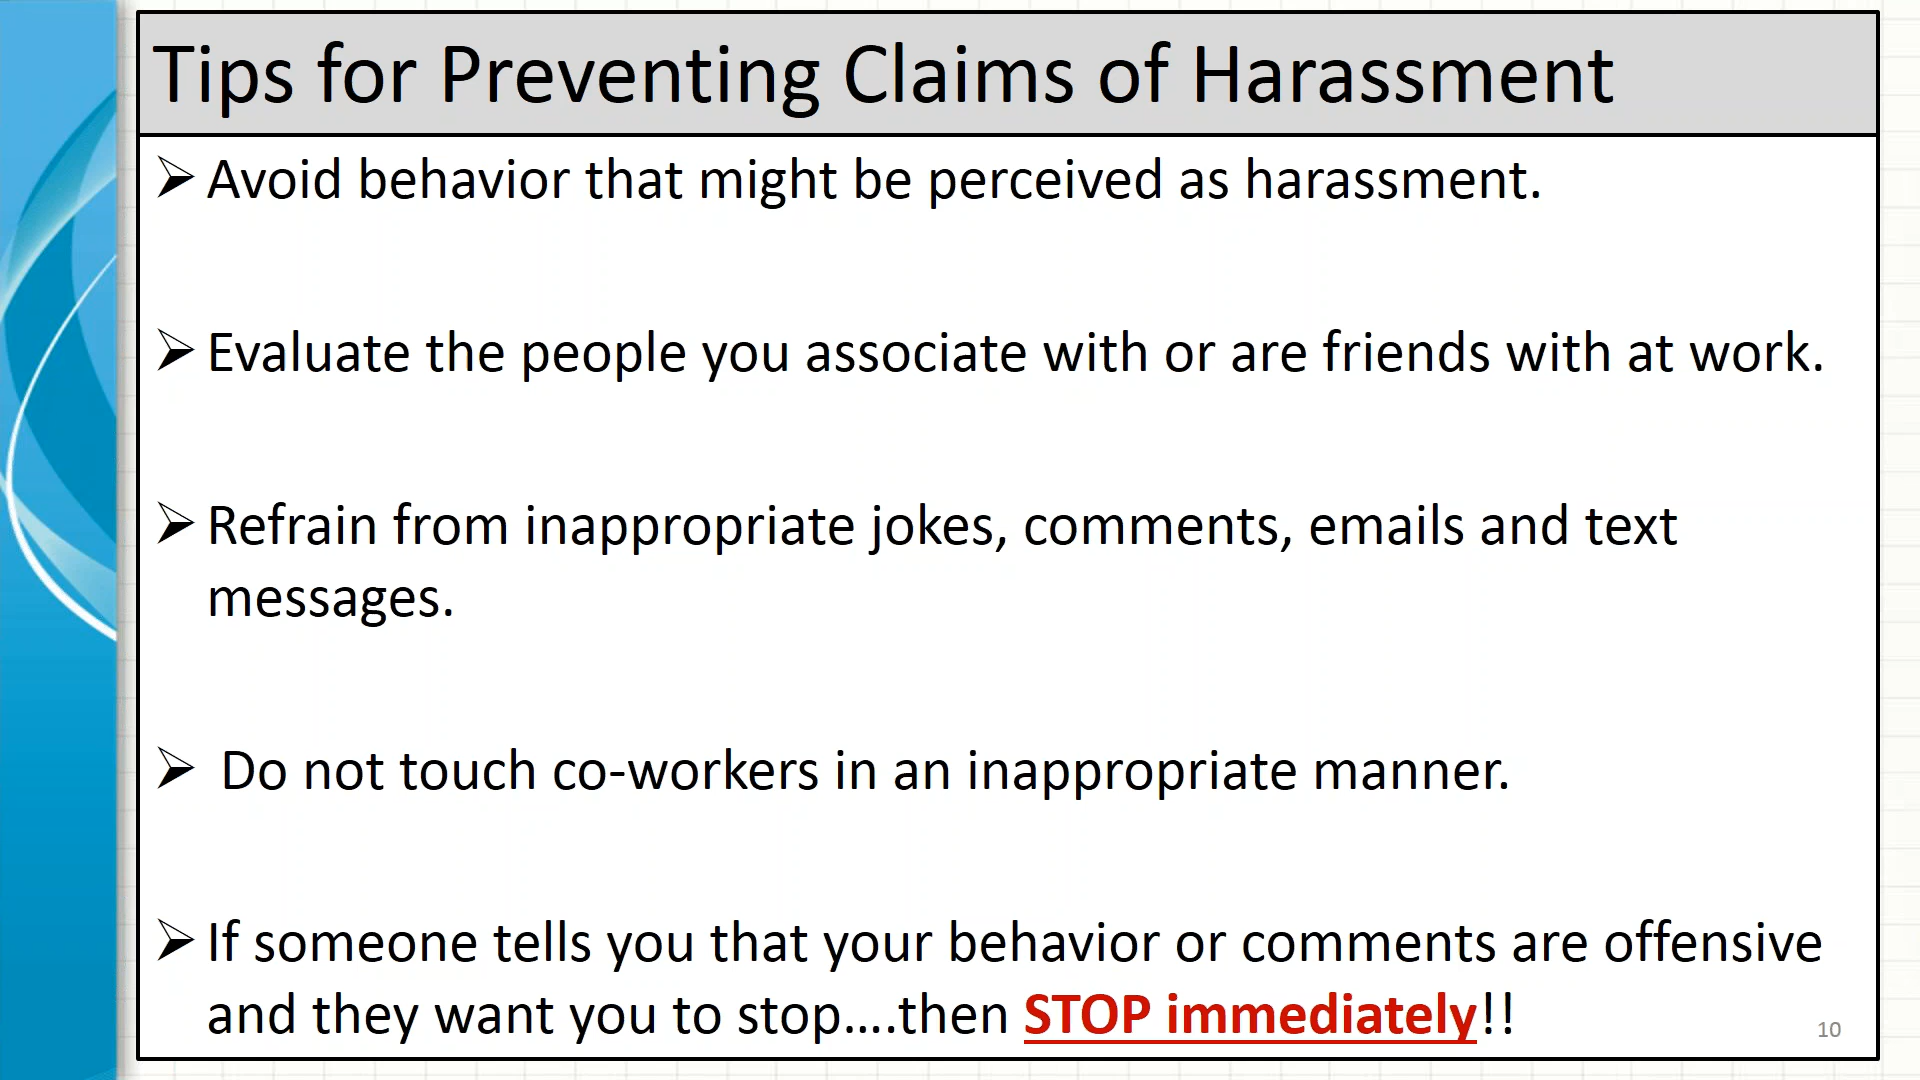 Tips for Preventing Claims of Harassment
➢ Avoid behavior that might be perceived as harassment.
➢ Evaluate the people you associate with or are friends with at work.
➢ Refrain from inappropriate jokes, comments, emails and text
messages.
➢ Do not touch co-workers in an inappropriate manner.
➢ If someone tells you that your behavior or comments are offensive
and they want you to stop….then STOP immediately!!
10